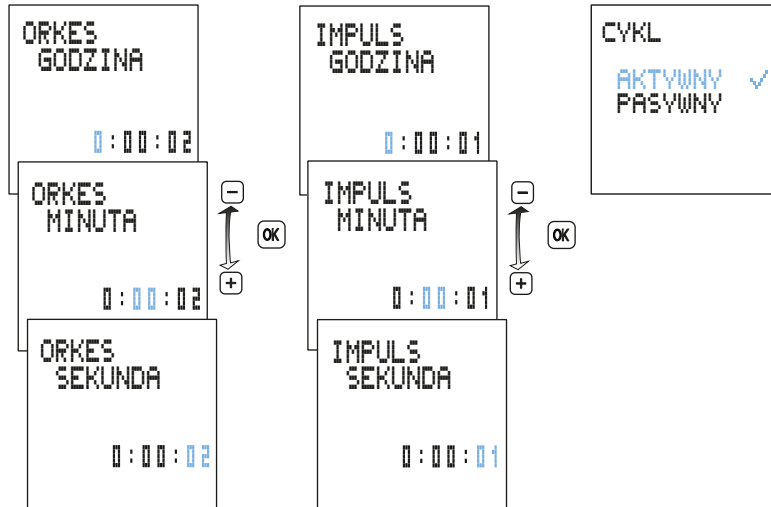 ORKES
GODZINA
0:00:02
ORKES
MINUTA
0:00:02
ORKES
SEKUNDA
0:00:02
−
OK
+
IMPULS
GODZINA
0:00:01
IMPULS
MINUTA
0:00:01
IMPULS
SEKUNDA
0:00:01
−
OK
+
CYKL
AKTYWNY ✓
PASYWNY